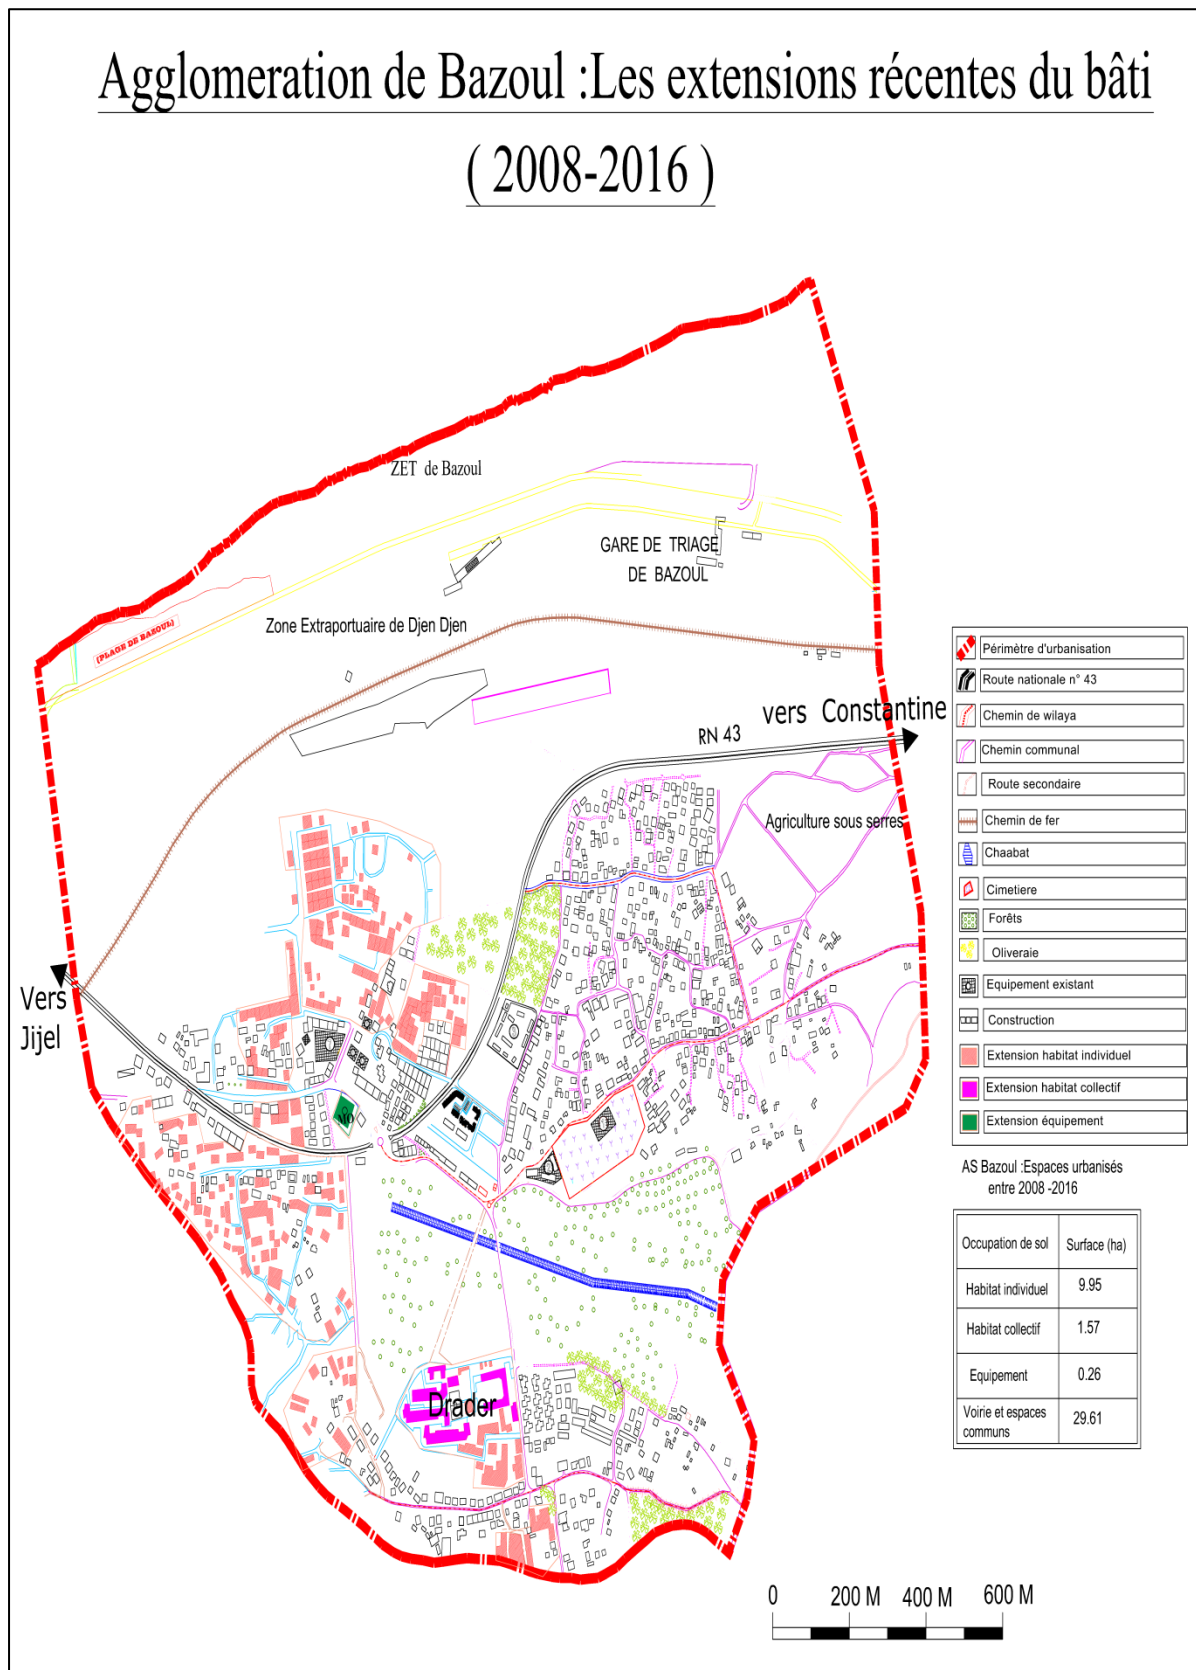 Agglomeration de Bazoul :Les extensions récentes du bâti
( 2008-2016 )
ZET de Bazoul
GARE DE TRIAGE
DE BAZOUL
Zone Extraportuaire de Djen Djen
(PLAGE DE BAZOUL)
vers Constantine
RN 43
Agriculture sous serres
Vers
Jijel
Drader
Périmètre d'urbanisation
Route nationale n° 43
Chemin de wilaya
Chemin communal
Route secondaire
Chemin de fer
Chaabat
Cimetiere
Forêts
Oliveraie
Equipement existant
Construction
Extension habitat individuel
Extension habitat collectif
Extension équipement
AS Bazoul :Espaces urbanisés
entre 2008 -2016
Occupation de sol Surface (ha)
Habitat individuel 9.95
Habitat collectif 1.57
Equipement 0.26
Voirie et espaces
communs 29.61
0 200 M 400 M 600 M